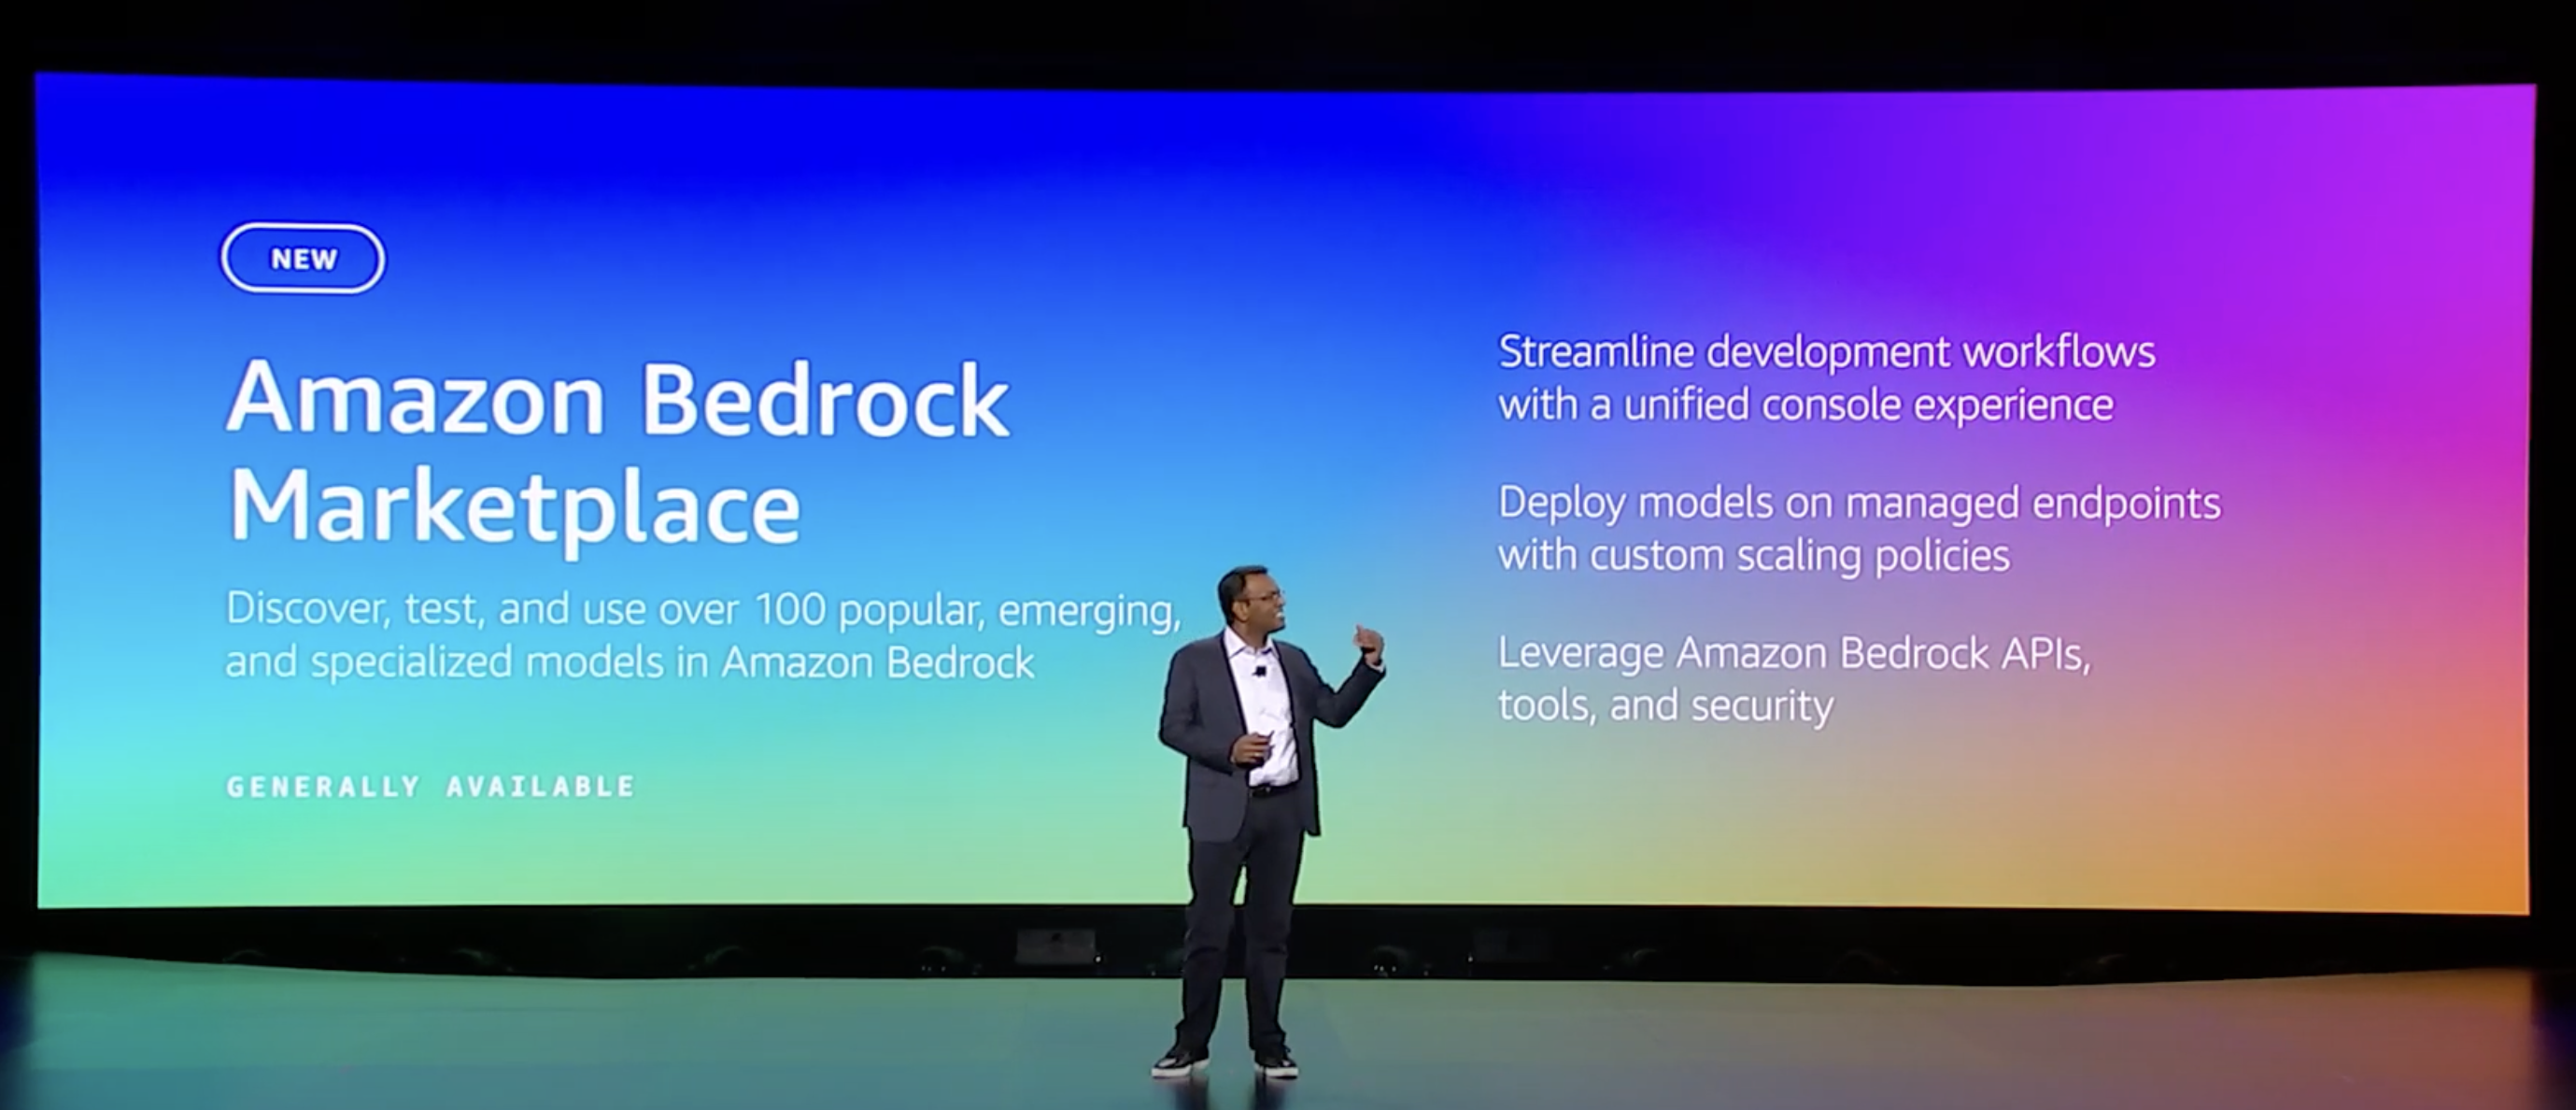 NEW
Amazon Bedrock
Marketplace
Discover, test, and use over 100 popular, emerging,
and specialized models in Amazon Bedrock
GENERALLY AVAILABLE
Streamline development workflows
with a unified console experience
Deploy models on managed endpoints
with custom scaling policies
Leverage Amazon Bedrock APIs,
tools, and security